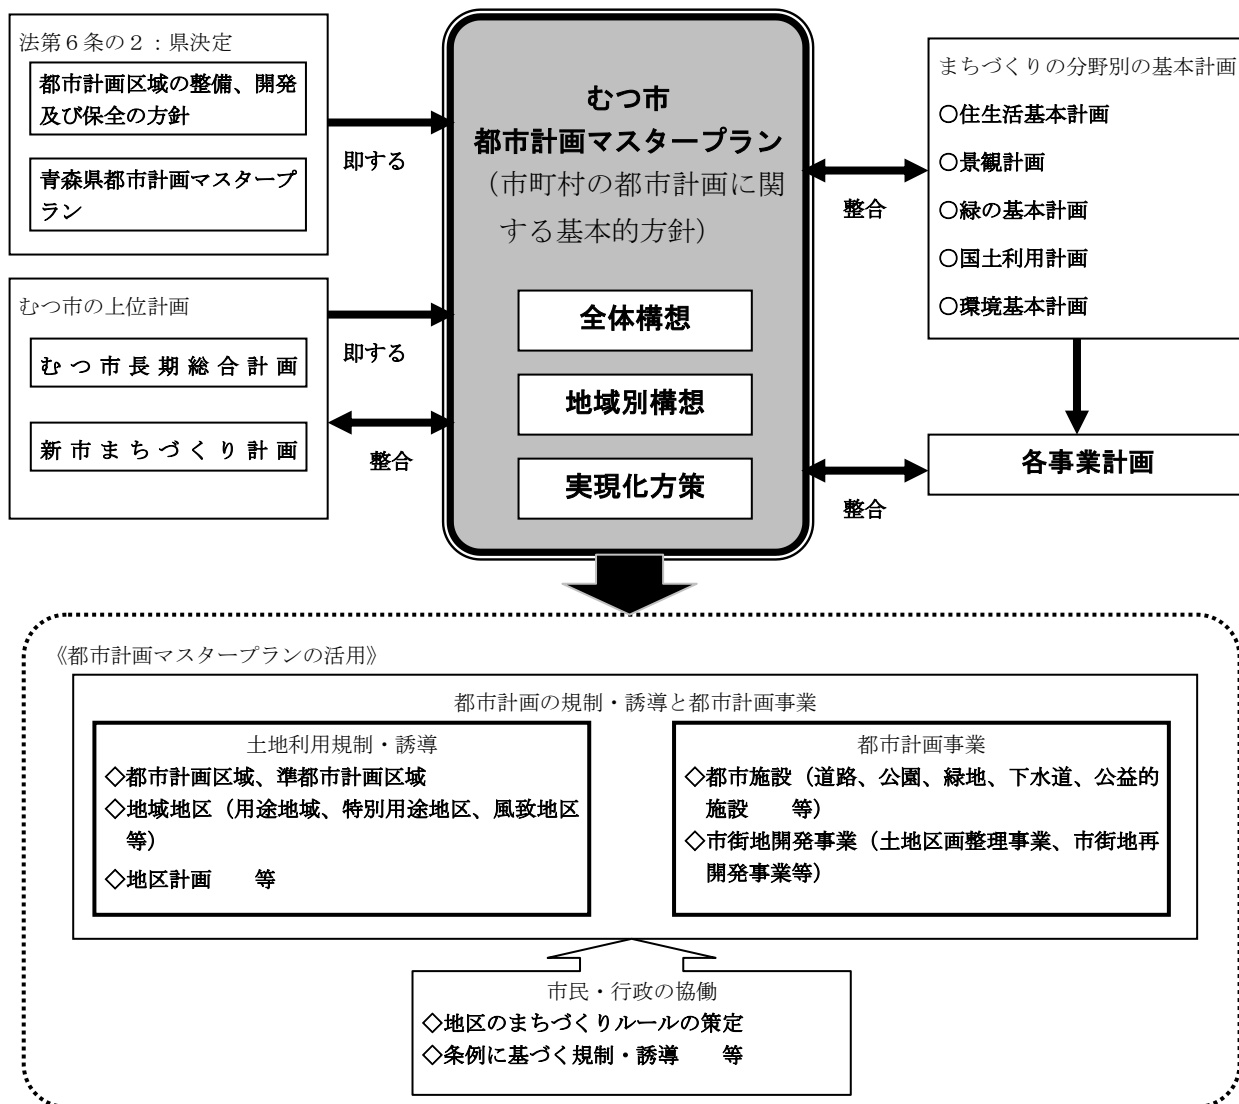 法第６条の２：県決定
都市計画区域の整備、開発
及び保全の方針
青森県都市計画マスタープ
ラン
即する
むつ市の上位計画
むつ市長期総合計画
新市まちづくり計画
即する
整合
むつ市
都市計画マスタープラン
（市町村の都市計画に関
する基本的方針）
全体構想
地域別構想
実現化方策
整合
まちづくりの分野別の基本計画
○住生活基本計画
○景観計画
○緑の基本計画
○国土利用計画
○環境基本計画
各事業計画
整合
《都市計画マスタープランの活用》
都市計画の規制・誘導と都市計画事業
土地利用規制・誘導
◇都市計画区域、準都市計画区域
◇地域地区（用途地域、特別用途地区、風致地区
等）
◇地区計画　　等
都市計画事業
◇都市施設（道路、公園、緑地、下水道、公益的
施設　　等）
◇市街地開発事業（土地区画整理事業、市街地再
開発事業等）
市民・行政の協働
◇地区のまちづくりルールの策定
◇条例に基づく規制・誘導　　等